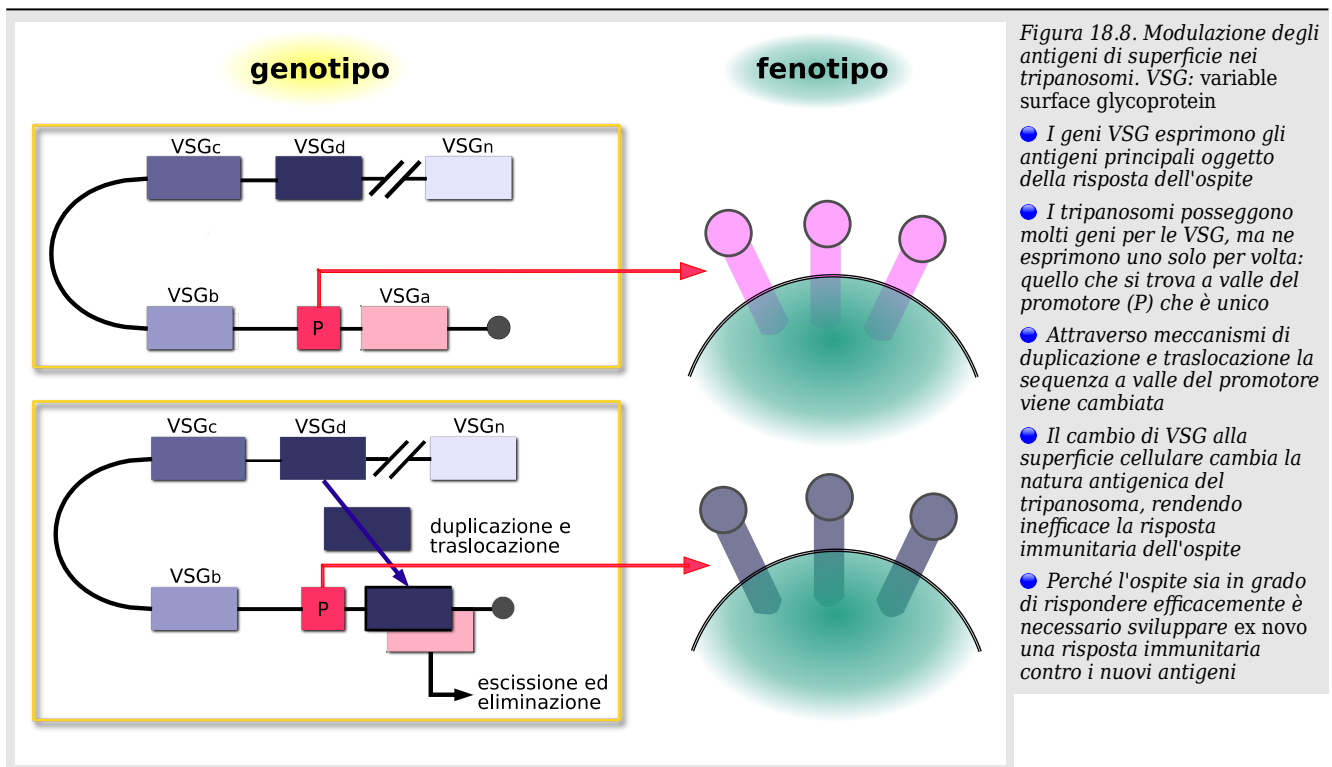 genotipo
fenotipo
VSGc
VSGd
VSGn
VSGb
P
VSGa
VSGc
VSGd
VSGn
duplicazione e
traslocazione
VSGb
P
escissione ed
eliminazione
Figura 18.8. Modulazione degli
antigeni di superficie nei
tripanosomi. VSG: variable
surface glycoprotein
I geni VSG esprimono gli
antigeni principali oggetto
della risposta dell'ospite
I tripanosomi posseggono
molti geni per le VSG, ma ne
esprimono uno solo per volta:
quello che si trova a valle del
promotore (P) che è unico
Attraverso meccanismi di
duplicazione e traslocazione la
sequenza a valle del promotore
viene cambiata
Il cambio di VSG alla
superficie cellulare cambia la
natura antigenica del
tripanosoma, rendendo
inefficace la risposta
immunitaria dell'ospite
Perché l'ospite sia in grado
di rispondere efficacemente è
necessario sviluppare ex novo
una risposta immunitaria
contro i nuovi antigeni